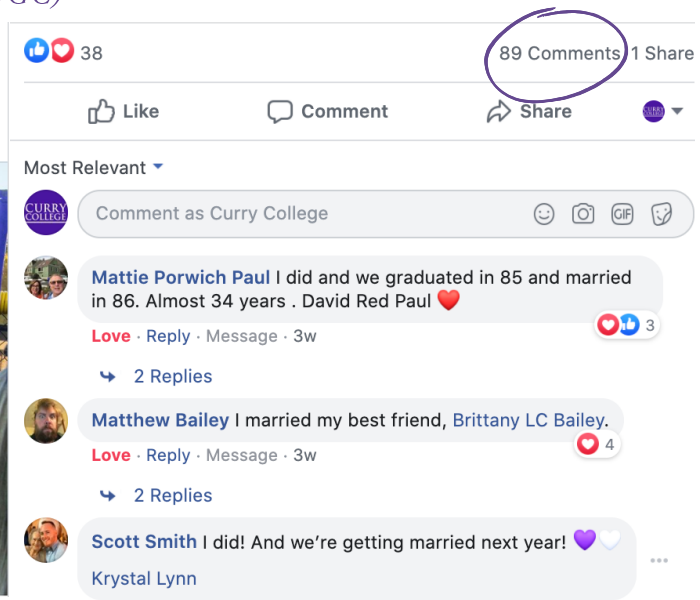 38
89 Comments 1 Share
Like Comment Share
Most Relevant
CURRY COLLEGE Comment as Curry College GIF
Mattie Porwich Paul I did and we graduated in 85 and married
in 86. Almost 34 years . David Red Paul ❤️
3
Love · Reply · Message · 3w
2 Replies
Matthew Bailey I married my best friend, Brittany LC Bailey.
4
Love · Reply · Message · 3w
2 Replies
Scott Smith I did! And we’re getting married next year! 💜🤍
Krystal Lynn